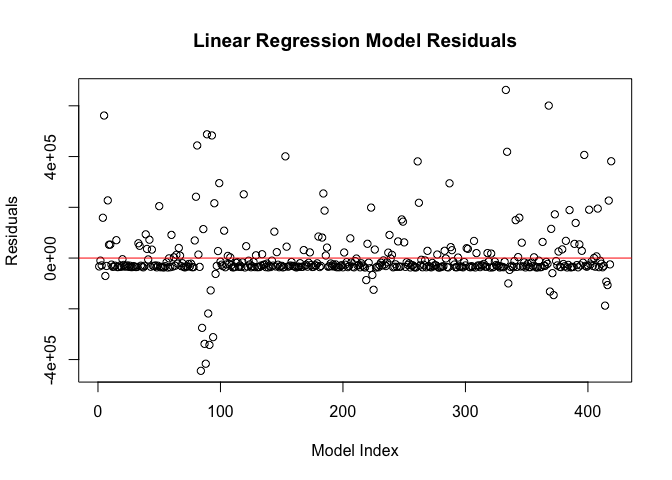 Linear Regression Model Residuals
Residuals
4e+05
0e+00
-4e+05
0 100 200 300 400
Model Index